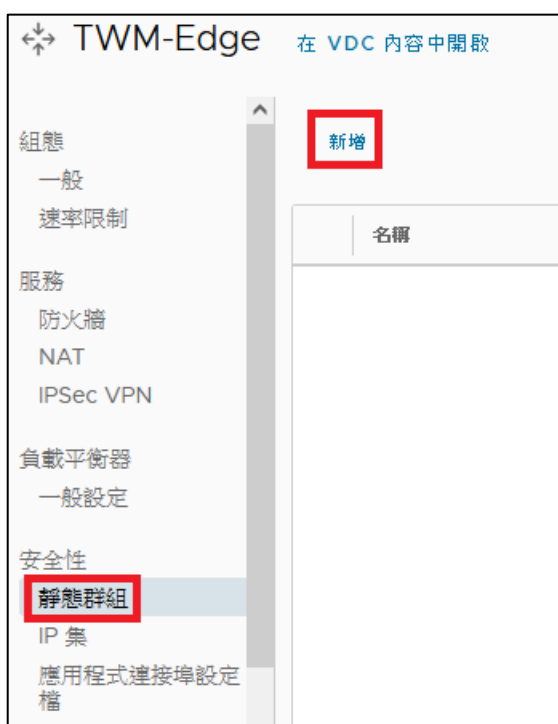 TWM-Edge 在 VDC 內容中開啟
組態
一般
速率限制
服務
防火牆
NAT
IPSec VPN
負載平衡器
一般設定
安全性
靜態群組
IP 集
應用程式連接埠設定
檔
新增
名稱